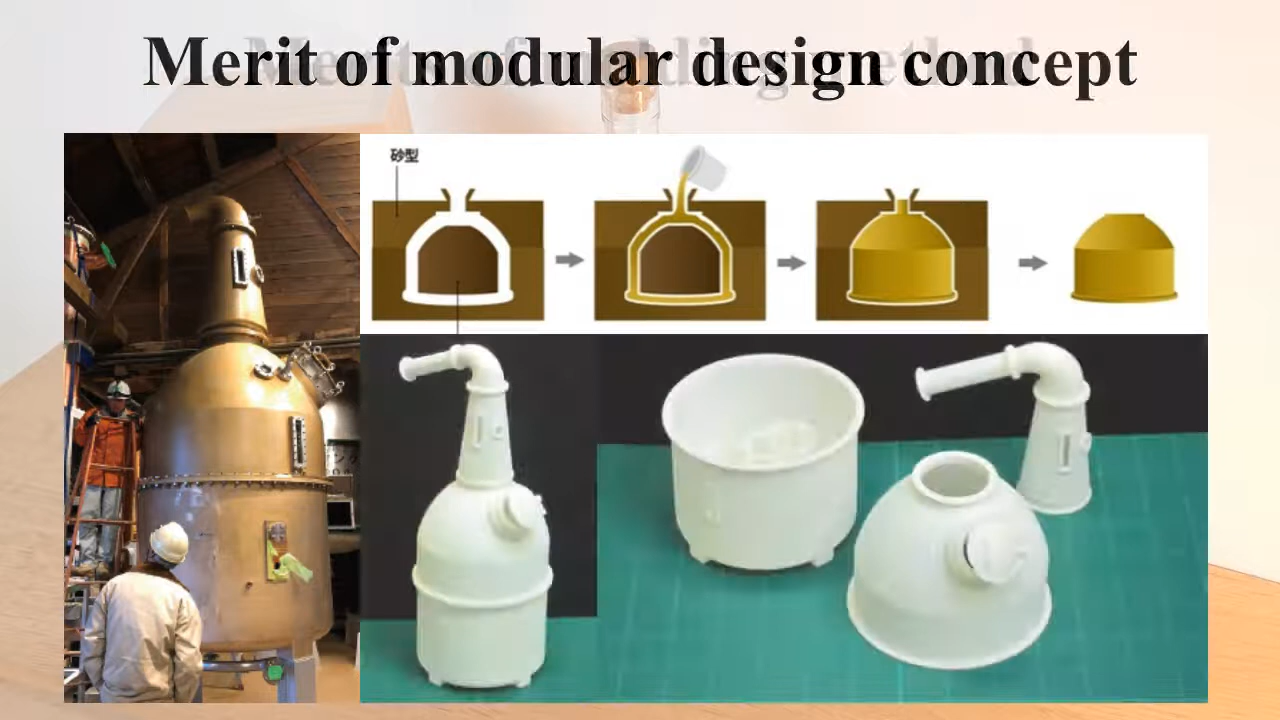 Merit of modular design concept
砂型